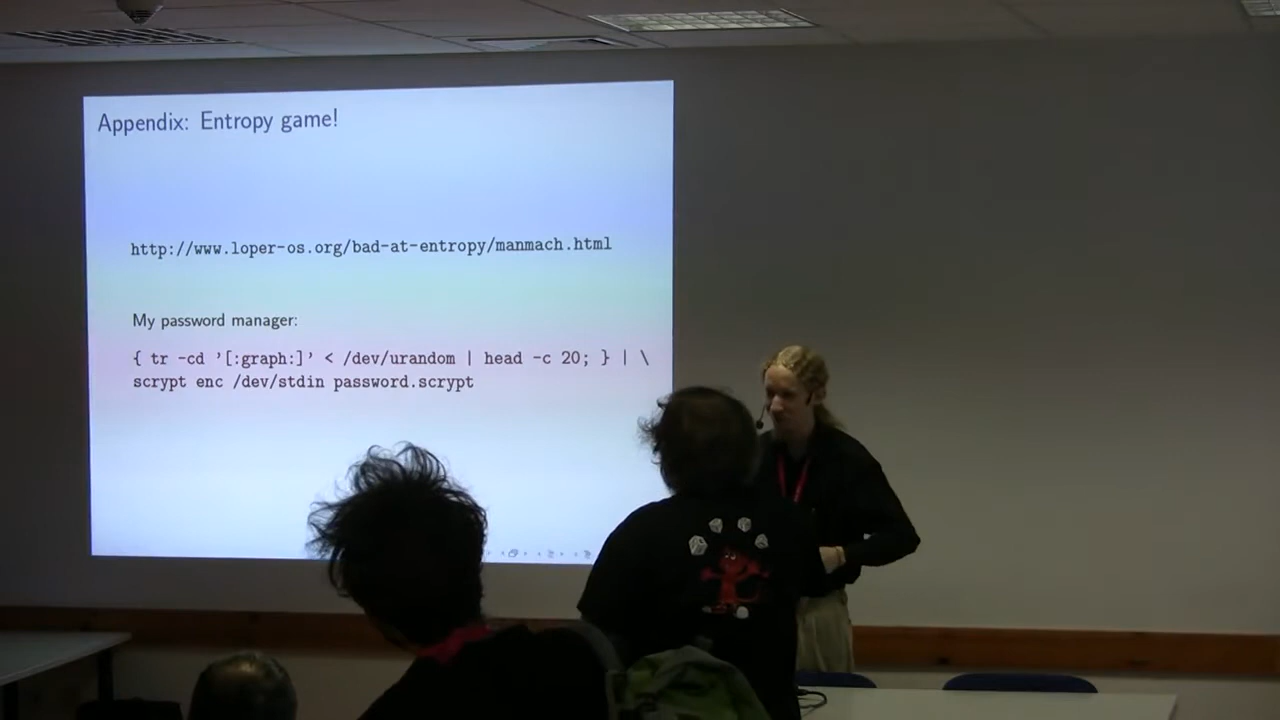 Appendix: Entropy game!
http://www.loper-os.org/bad-at-entropy/manmach.html
My password manager:
{ tr -cd '[:graph:]' < /dev/urandom | head -c 20; } | \
scrypt enc /dev/stdin password.scrypt